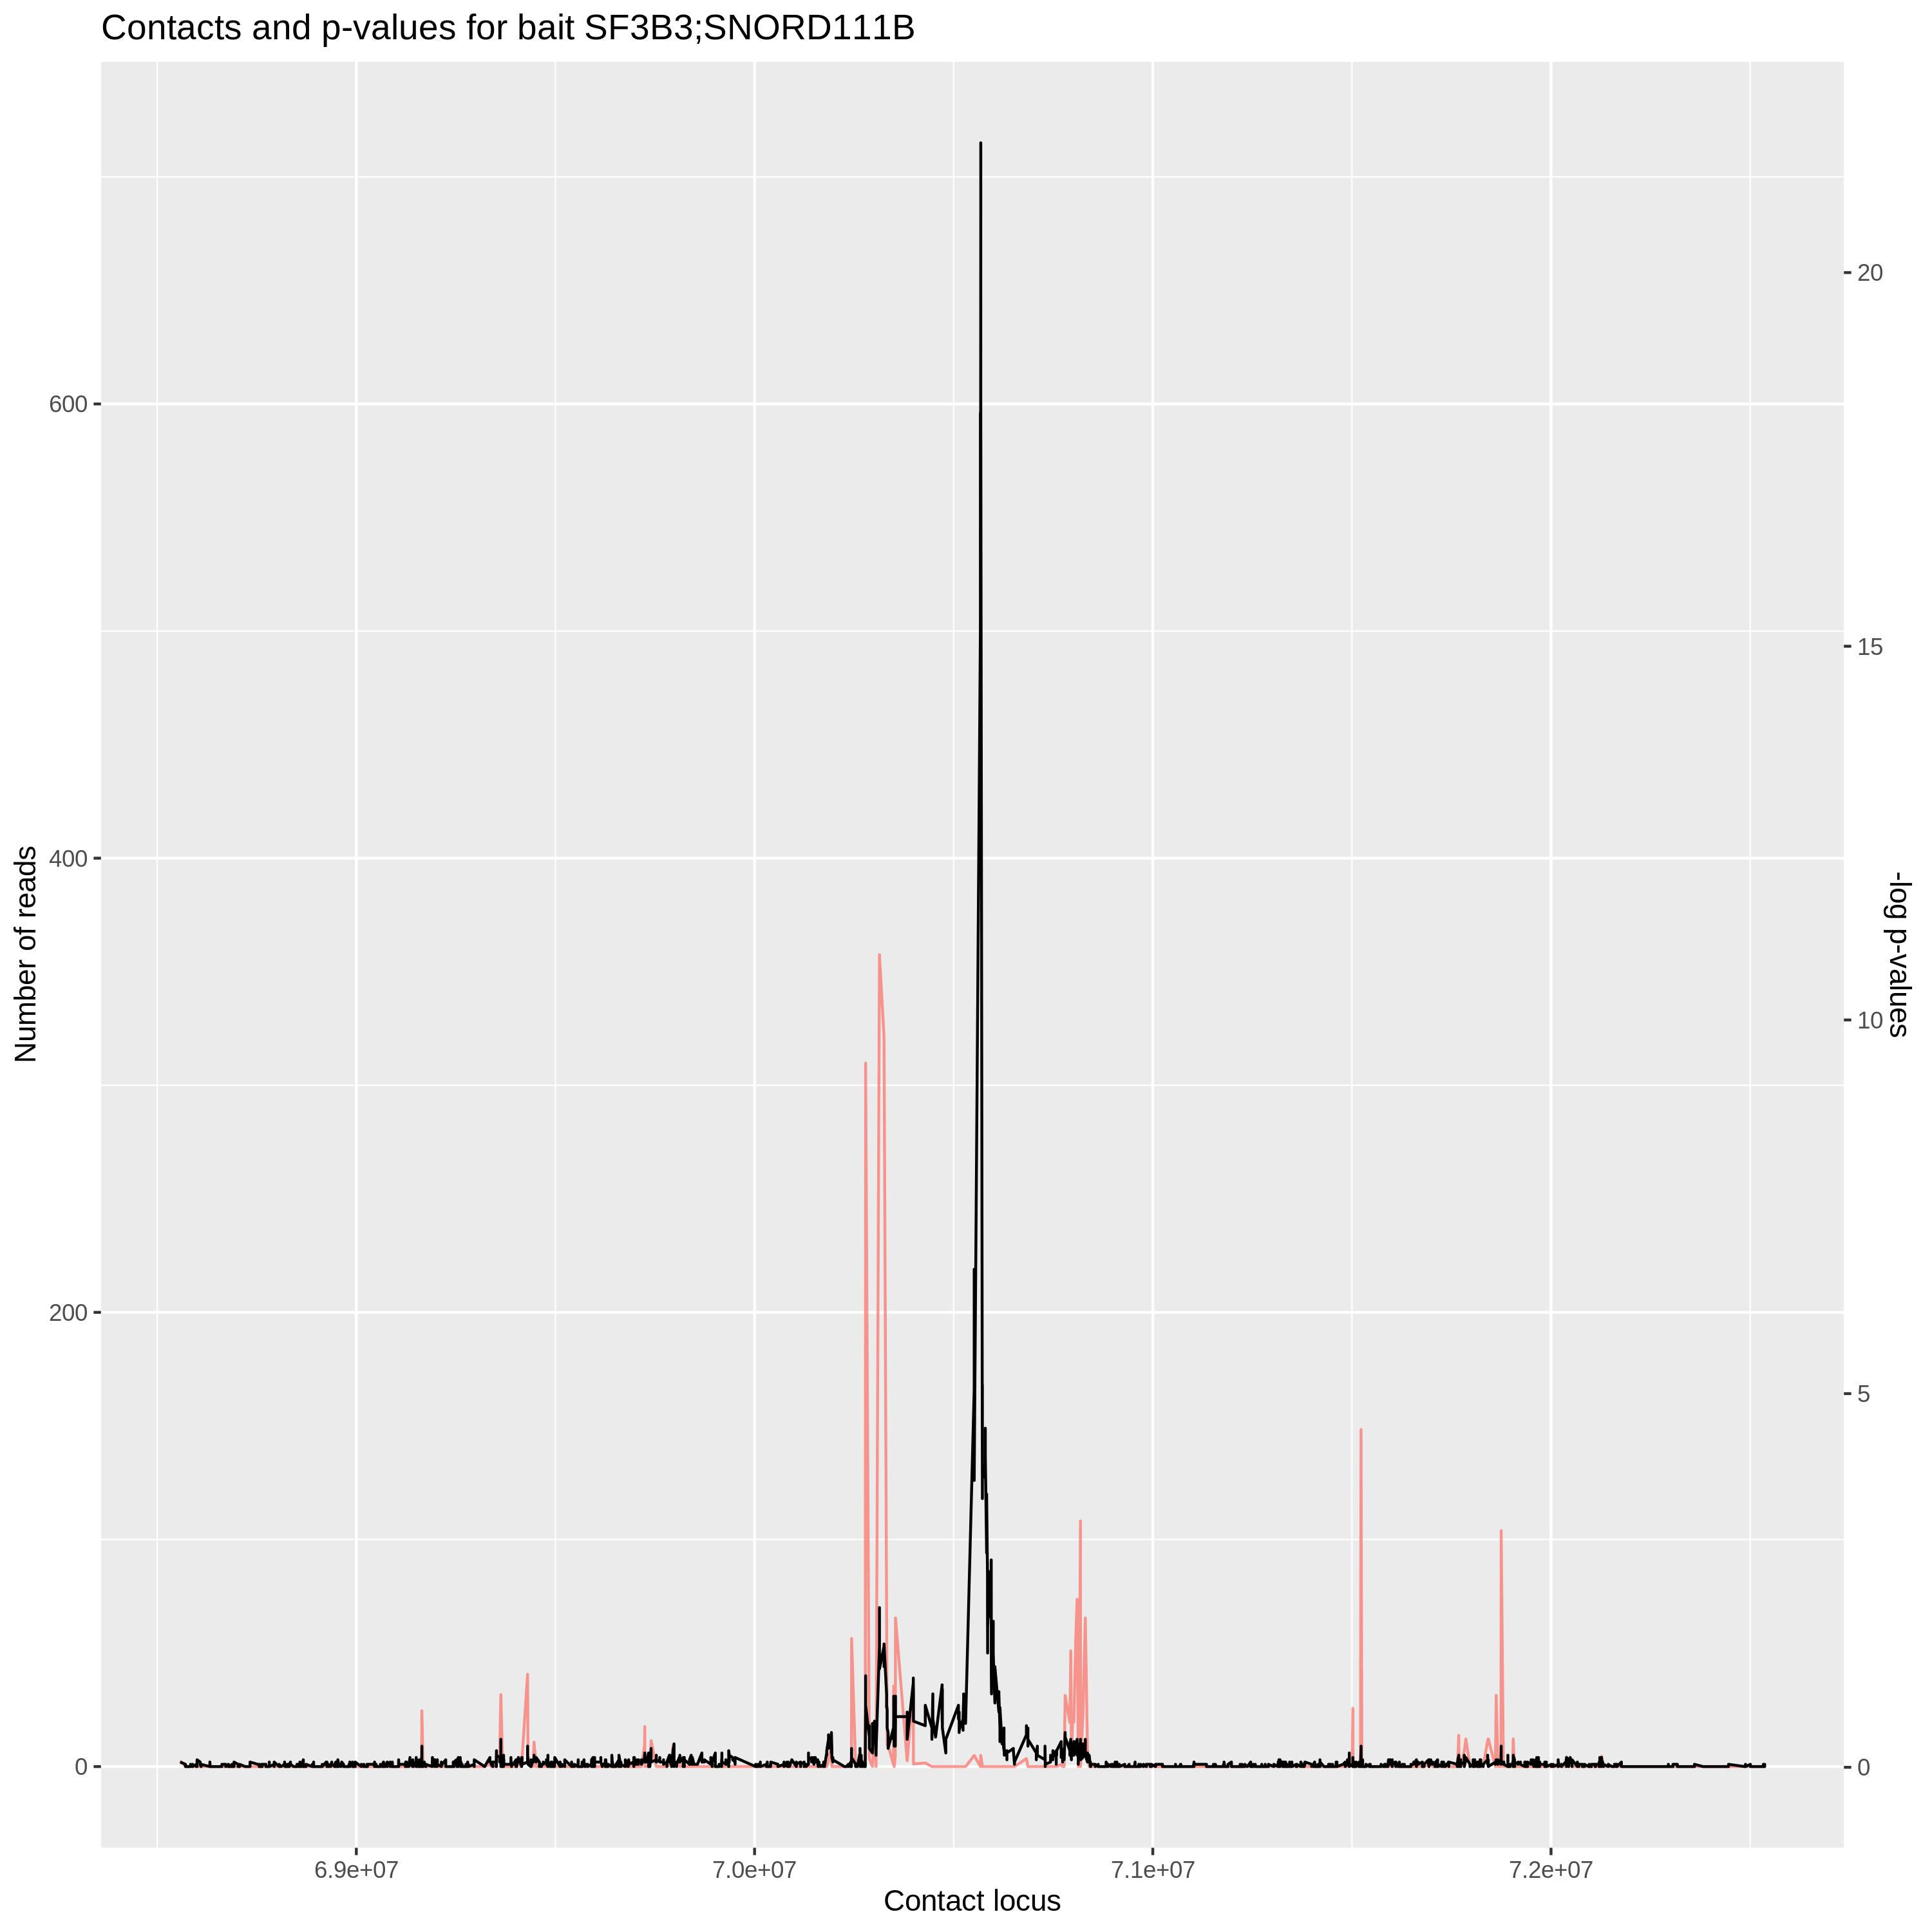 Contacts and p-values for bait SF3B3;SNORD111B
600
400
200
0
Number of reads
20
15
10
5
0
-log p-values
6.9e+07 7.0e+07 7.1e+07 7.2e+07
Contact locus